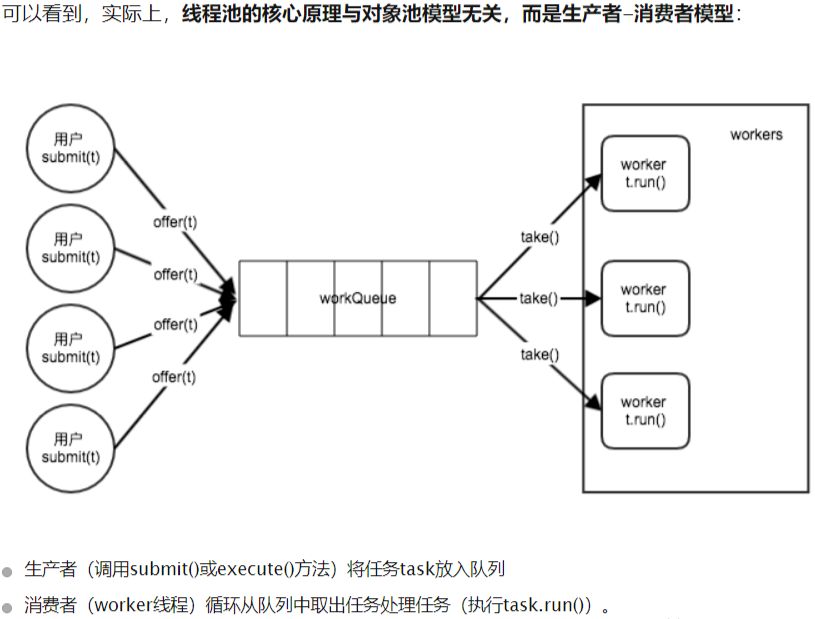 可以看到，实际上，线程池的核心原理与对象池模型无关，而是生产者–消费者模型：
用户
submit(t)
用户
submit(t)
用户
submit(t)
用户
submit(t)
offer(t)
offer(t)
offer(t)
offer(t)
workQueue
take()
take()
take()
workers
worker
t.run()
worker
t.run()
worker
t.run()
生产者（调用submit()或execute()方法）将任务task放入队列
消费者（worker线程）循环从队列中取出任务处理任务（执行task.run()）。